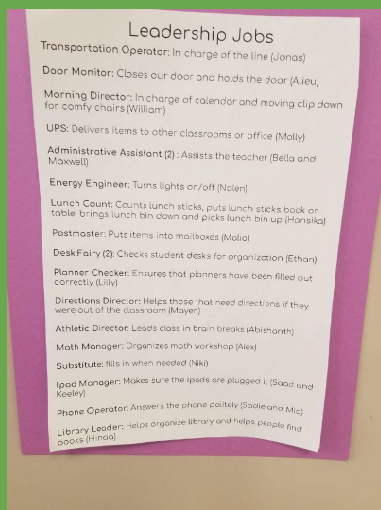 Leadership Jobs
Transportation Operator: In charge of the line (Jonas)
Door Monitor: Closes our door and holds the door
Morning Director: In charge of calendar and moving clip down
for comfy chairs (William)
UPS: Delivers items to other classrooms or office (Molly)
Administrative Assistant (2) : Assists the teacher (Bella and
Maxwell)
Energy Engineer: Turns lights on/off (Nolen)
Lunch Count: Counts lunch sticks, puts lunch sticks back on
table brings lunch bin down and picks lunch bin up (Hansika)
Postmaster: Puts items into mailboxes (Malia)
Desk Fairy (2): Checks student desks for organization (Ethan)
Planner Checker: Ensures that planners have been filled out
correctly (Lilly)
Directions Director: Helps those that need directions if they
were out of the classroom (Mayer)
Athletic Director: Leads class in brain breaks (Abishanth)
Math Manager: Organizes math workshop (Alex)
Substitute: fills in when needed (Niki)
Ipad Manager: Makes sure the ipads are plugged in (Saad and
Keeley)
Phone Operator: Answers the phone politely (Sadie and Mic)
Library Leader: Helps organize library and helps people find
books (Hinaa)